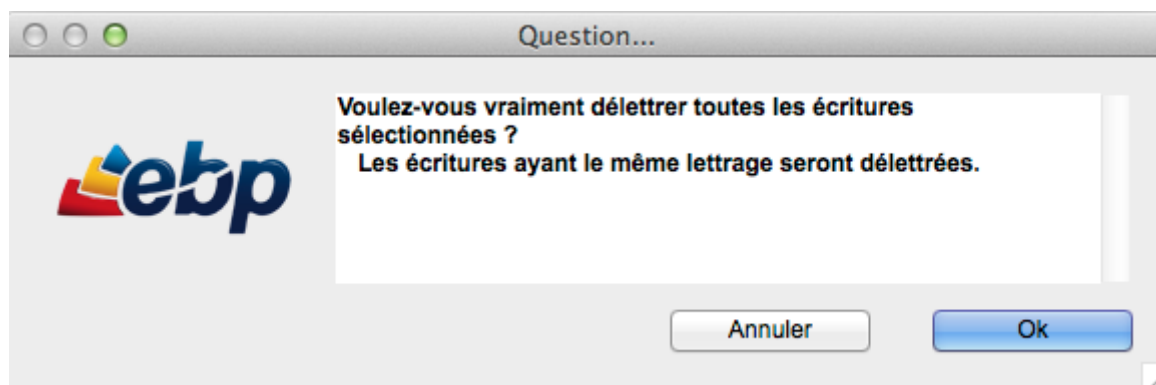 Question...
Voulez-vous vraiment délettrer toutes les écritures
sélectionnées ?
Les écritures ayant le même lettrage seront délettrées.
ebp
Annuler
Ok